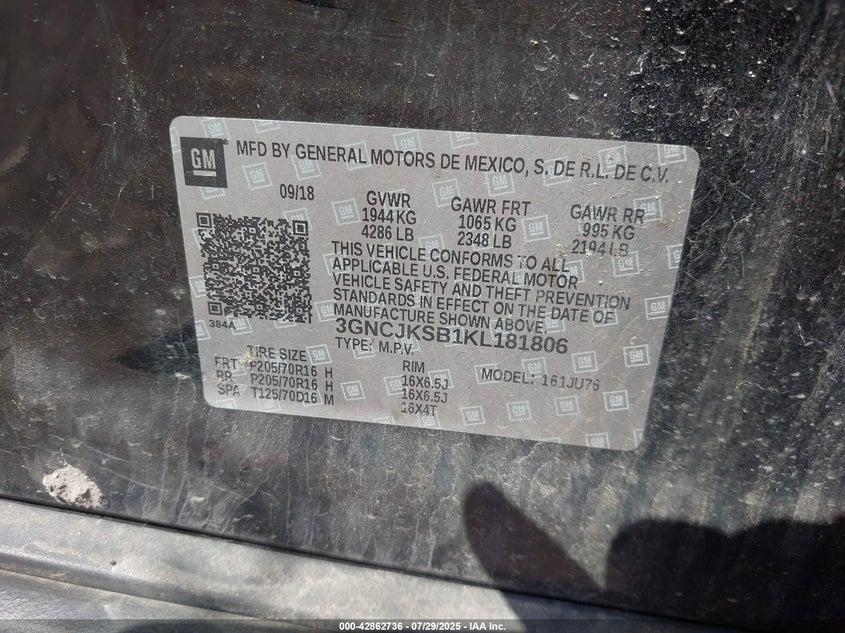 GM
MFD BY GENERAL MOTORS DE MEXICO, S. DE R.L. DE C.V.
09/18
GVWR
1944 KG
4286 LB
GAWR FRT
1065 KG
2348 LB
GAWR RR
995 KG
2194 LB
384A
THIS VEHICLE CONFORMS TO ALL
APPLICABLE U.S. FEDERAL MOTOR
VEHICLE SAFETY AND THEFT PREVENTION
STANDARDS IN EFFECT ON THE DATE OF
MANUFACTURE SHOWN ABOVE.
3GNCJKSB1KL181806
TYPE: M.P.V.
MODEL: 161JU76
TIRE SIZE RIM
FRT P205/70R16 H 16X6.5J
RR P205/70R16 H 16X6.5J
SPA T125/70D16 M 16X4T
000-42862736 - 07/29/2025 - IAA Inc.